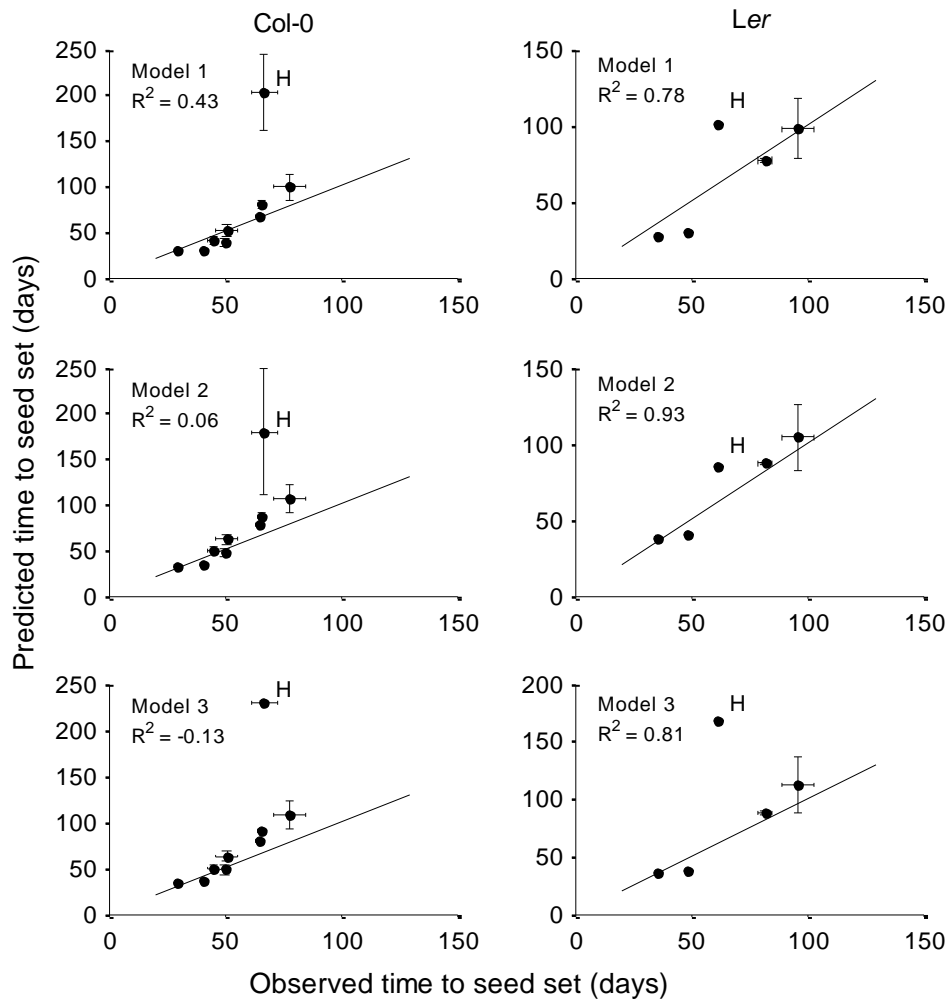 Col-0
Ler
Predicted time to seed set (days)
250
200
150
100
50
0
Model 1
R² = 0.43
H
0 50 100 150
150
100
50
0
Model 1
R² = 0.78
H
0 50 100 150
250
200
150
100
50
0
Model 2
R² = 0.06
H
0 50 100 150
150
100
50
0
Model 2
R² = 0.93
H
0 50 100 150
250
200
150
100
50
0
Model 3
R² = -0.13
H
0 50 100 150
200
150
100
50
0
Model 3
R² = 0.81
H
0 50 100 150
Observed time to seed set (days)